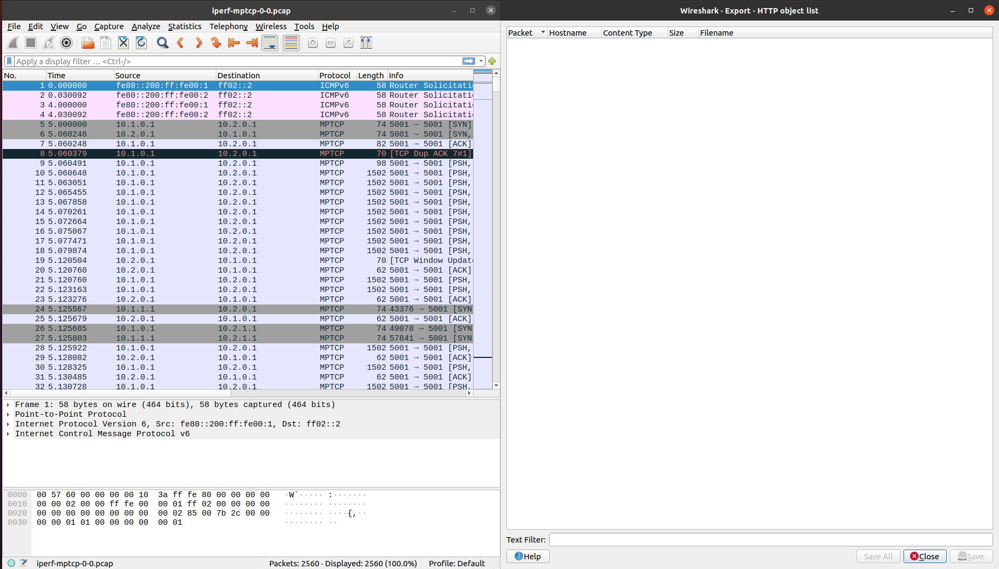 iperf-mptcp-0-0.pcap
File Edit View Go Capture Analyze Statistics Telephony Wireless Tools Help
Apply a display filter … <Ctrl-/>
No. Time Source Destination Protocol Length Info
1 0.000000 fe80::200:ff:fe00:1 ff02::2 ICMPv6 58 Router Solicitatio
2 0.030092 fe80::200:ff:fe00:2 ff02::2 ICMPv6 58 Router Solicitatio
3 4.000000 fe80::200:ff:fe00:1 ff02::2 ICMPv6 58 Router Solicitatio
4 4.030092 fe80::200:ff:fe00:2 ff02::2 ICMPv6 58 Router Solicitatio
5 5.000000 10.1.0.1 10.2.0.1 MPTCP 74 5001 → 5001 [SYN]
6 5.060248 10.2.0.1 10.1.0.1 MPTCP 74 5001 → 5001 [SYN,
7 5.060248 10.1.0.1 10.2.0.1 MPTCP 82 5001 → 5001 [ACK]
8 5.060379 10.1.0.1 10.2.0.1 MPTCP 70 [TCP Dup ACK 7#1]
9 5.060491 10.1.0.1 10.2.0.1 MPTCP 98 5001 → 5001 [PSH,
10 5.060648 10.1.0.1 10.2.0.1 MPTCP 1502 5001 → 5001 [PSH,
11 5.063051 10.1.0.1 10.2.0.1 MPTCP 1502 5001 → 5001 [PSH,
12 5.065455 10.1.0.1 10.2.0.1 MPTCP 1502 5001 → 5001 [PSH,
13 5.067858 10.1.0.1 10.2.0.1 MPTCP 1502 5001 → 5001 [PSH,
14 5.070261 10.1.0.1 10.2.0.1 MPTCP 1502 5001 → 5001 [PSH,
15 5.072664 10.1.0.1 10.2.0.1 MPTCP 1502 5001 → 5001 [PSH,
16 5.075067 10.1.0.1 10.2.0.1 MPTCP 1502 5001 → 5001 [PSH,
17 5.077471 10.1.0.1 10.2.0.1 MPTCP 1502 5001 → 5001 [PSH,
18 5.079874 10.1.0.1 10.2.0.1 MPTCP 1502 5001 → 5001 [PSH,
19 5.120504 10.2.0.1 10.1.0.1 MPTCP 70 [TCP Window Update
20 5.120760 10.2.0.1 10.1.0.1 MPTCP 62 5001 → 5001 [ACK]
21 5.120760 10.1.0.1 10.2.0.1 MPTCP 1502 5001 → 5001 [PSH,
22 5.123163 10.1.0.1 10.2.0.1 MPTCP 1502 5001 → 5001 [PSH,
23 5.123276 10.2.0.1 10.1.0.1 MPTCP 62 5001 → 5001 [ACK]
24 5.125567 10.1.1.1 10.2.0.1 MPTCP 74 43376 → 5001 [SYN
25 5.125679 10.2.0.1 10.1.0.1 MPTCP 62 5001 → 5001 [ACK]
26 5.125685 10.1.0.1 10.2.1.1 MPTCP 74 49078 → 5001 [SYN
27 5.125803 10.1.1.1 10.2.1.1 MPTCP 74 57841 → 5001 [SYN
28 5.125922 10.1.0.1 10.2.0.1 MPTCP 1502 5001 → 5001 [PSH,
29 5.128082 10.2.0.1 10.1.0.1 MPTCP 62 5001 → 5001 [ACK]
30 5.128325 10.1.0.1 10.2.0.1 MPTCP 1502 5001 → 5001 [PSH,
31 5.130485 10.2.0.1 10.1.0.1 MPTCP 62 5001 → 5001 [ACK]
32 5.130728 10.1.0.1 10.2.0.1 MPTCP 1502 5001 → 5001 [PSH,
Frame 1: 58 bytes on wire (464 bits), 58 bytes captured (464 bits)
Point-to-Point Protocol
Internet Protocol Version 6, Src: fe80::200:ff:fe00:1, Dst: ff02::2
Internet Control Message Protocol v6
0000 00 57 60 00 00 00 00 10 3a ff fe 80 00 00 00 00 ·W`····· :·······
0010 00 00 02 00 00 ff fe 00 00 01 ff 02 00 00 00 00 ········ ········
0020 00 00 00 00 00 00 00 00 00 02 85 00 7b 2c 00 00 ········ ····{,··
0030 00 00 01 01 00 00 00 00 00 01 ········ ··
iperf-mptcp-0-0.pcap Packets: 2560 · Displayed: 2560 (100.0%) Profile: Default
Wireshark · Export · HTTP object list
Packet Hostname Content Type Size Filename
Text Filter:
Help Save All Close Save